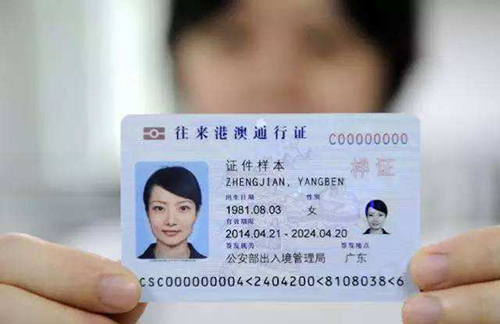 往来港澳通行证
C00000000
证件样本
样证
ZHENGJIAN, YANGBEN
出生日期 性别
1981.08.03 女
有效期限
2014.04.21 - 2024.04.20
签发机关 签发地点
公安部出入境管理局 广东
CSC000000004<2404200<8108038<6